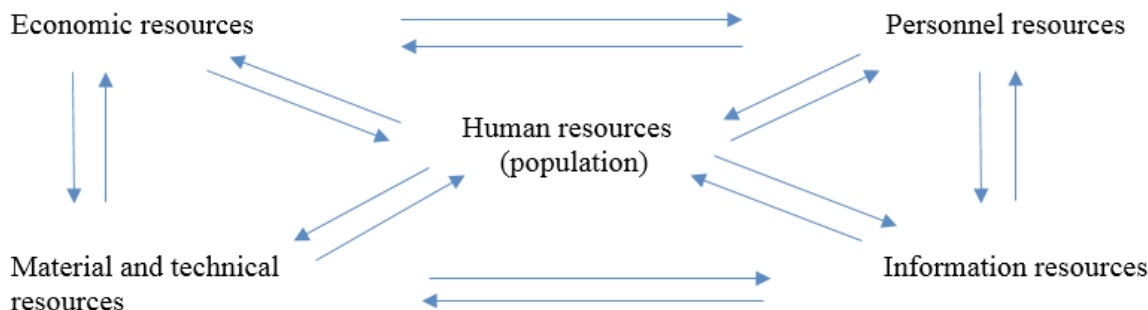 Economic resources
Personnel resources
Human resources
(population)
Material and technical
resources
Information resources